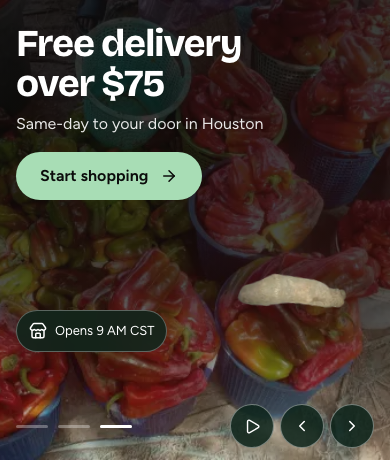 Free delivery
over $75
Same-day to your door in Houston
Start shopping
Opens 9 AM CST